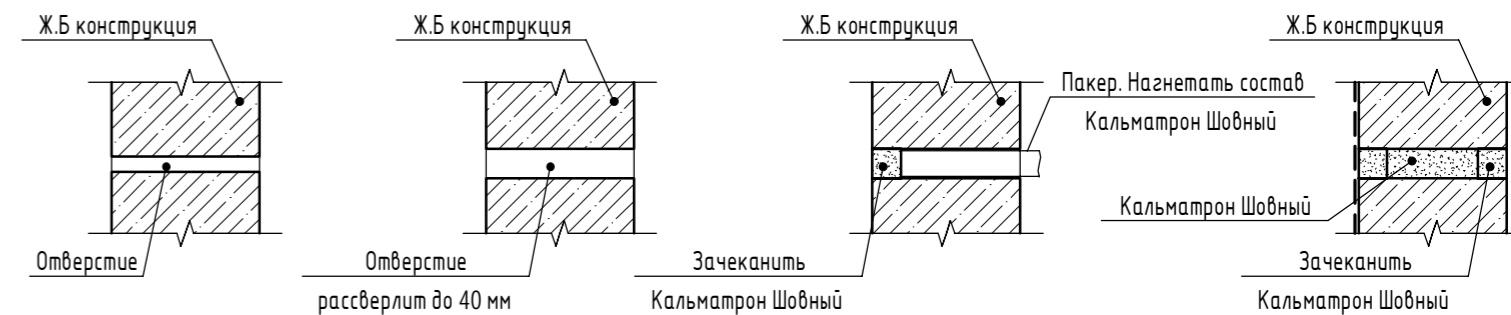 Ж.Б конструкция
Ж.Б конструкция
Ж.Б конструкция
Ж.Б конструкция
Пакер. Нагнетать состав
Кальматрон Шовный
Кальматрон Шовный
Отверстие
Отверстие
рассверлит до 40 мм
Зачеканить
Кальматрон Шовный
Зачеканить
Кальматрон Шовный